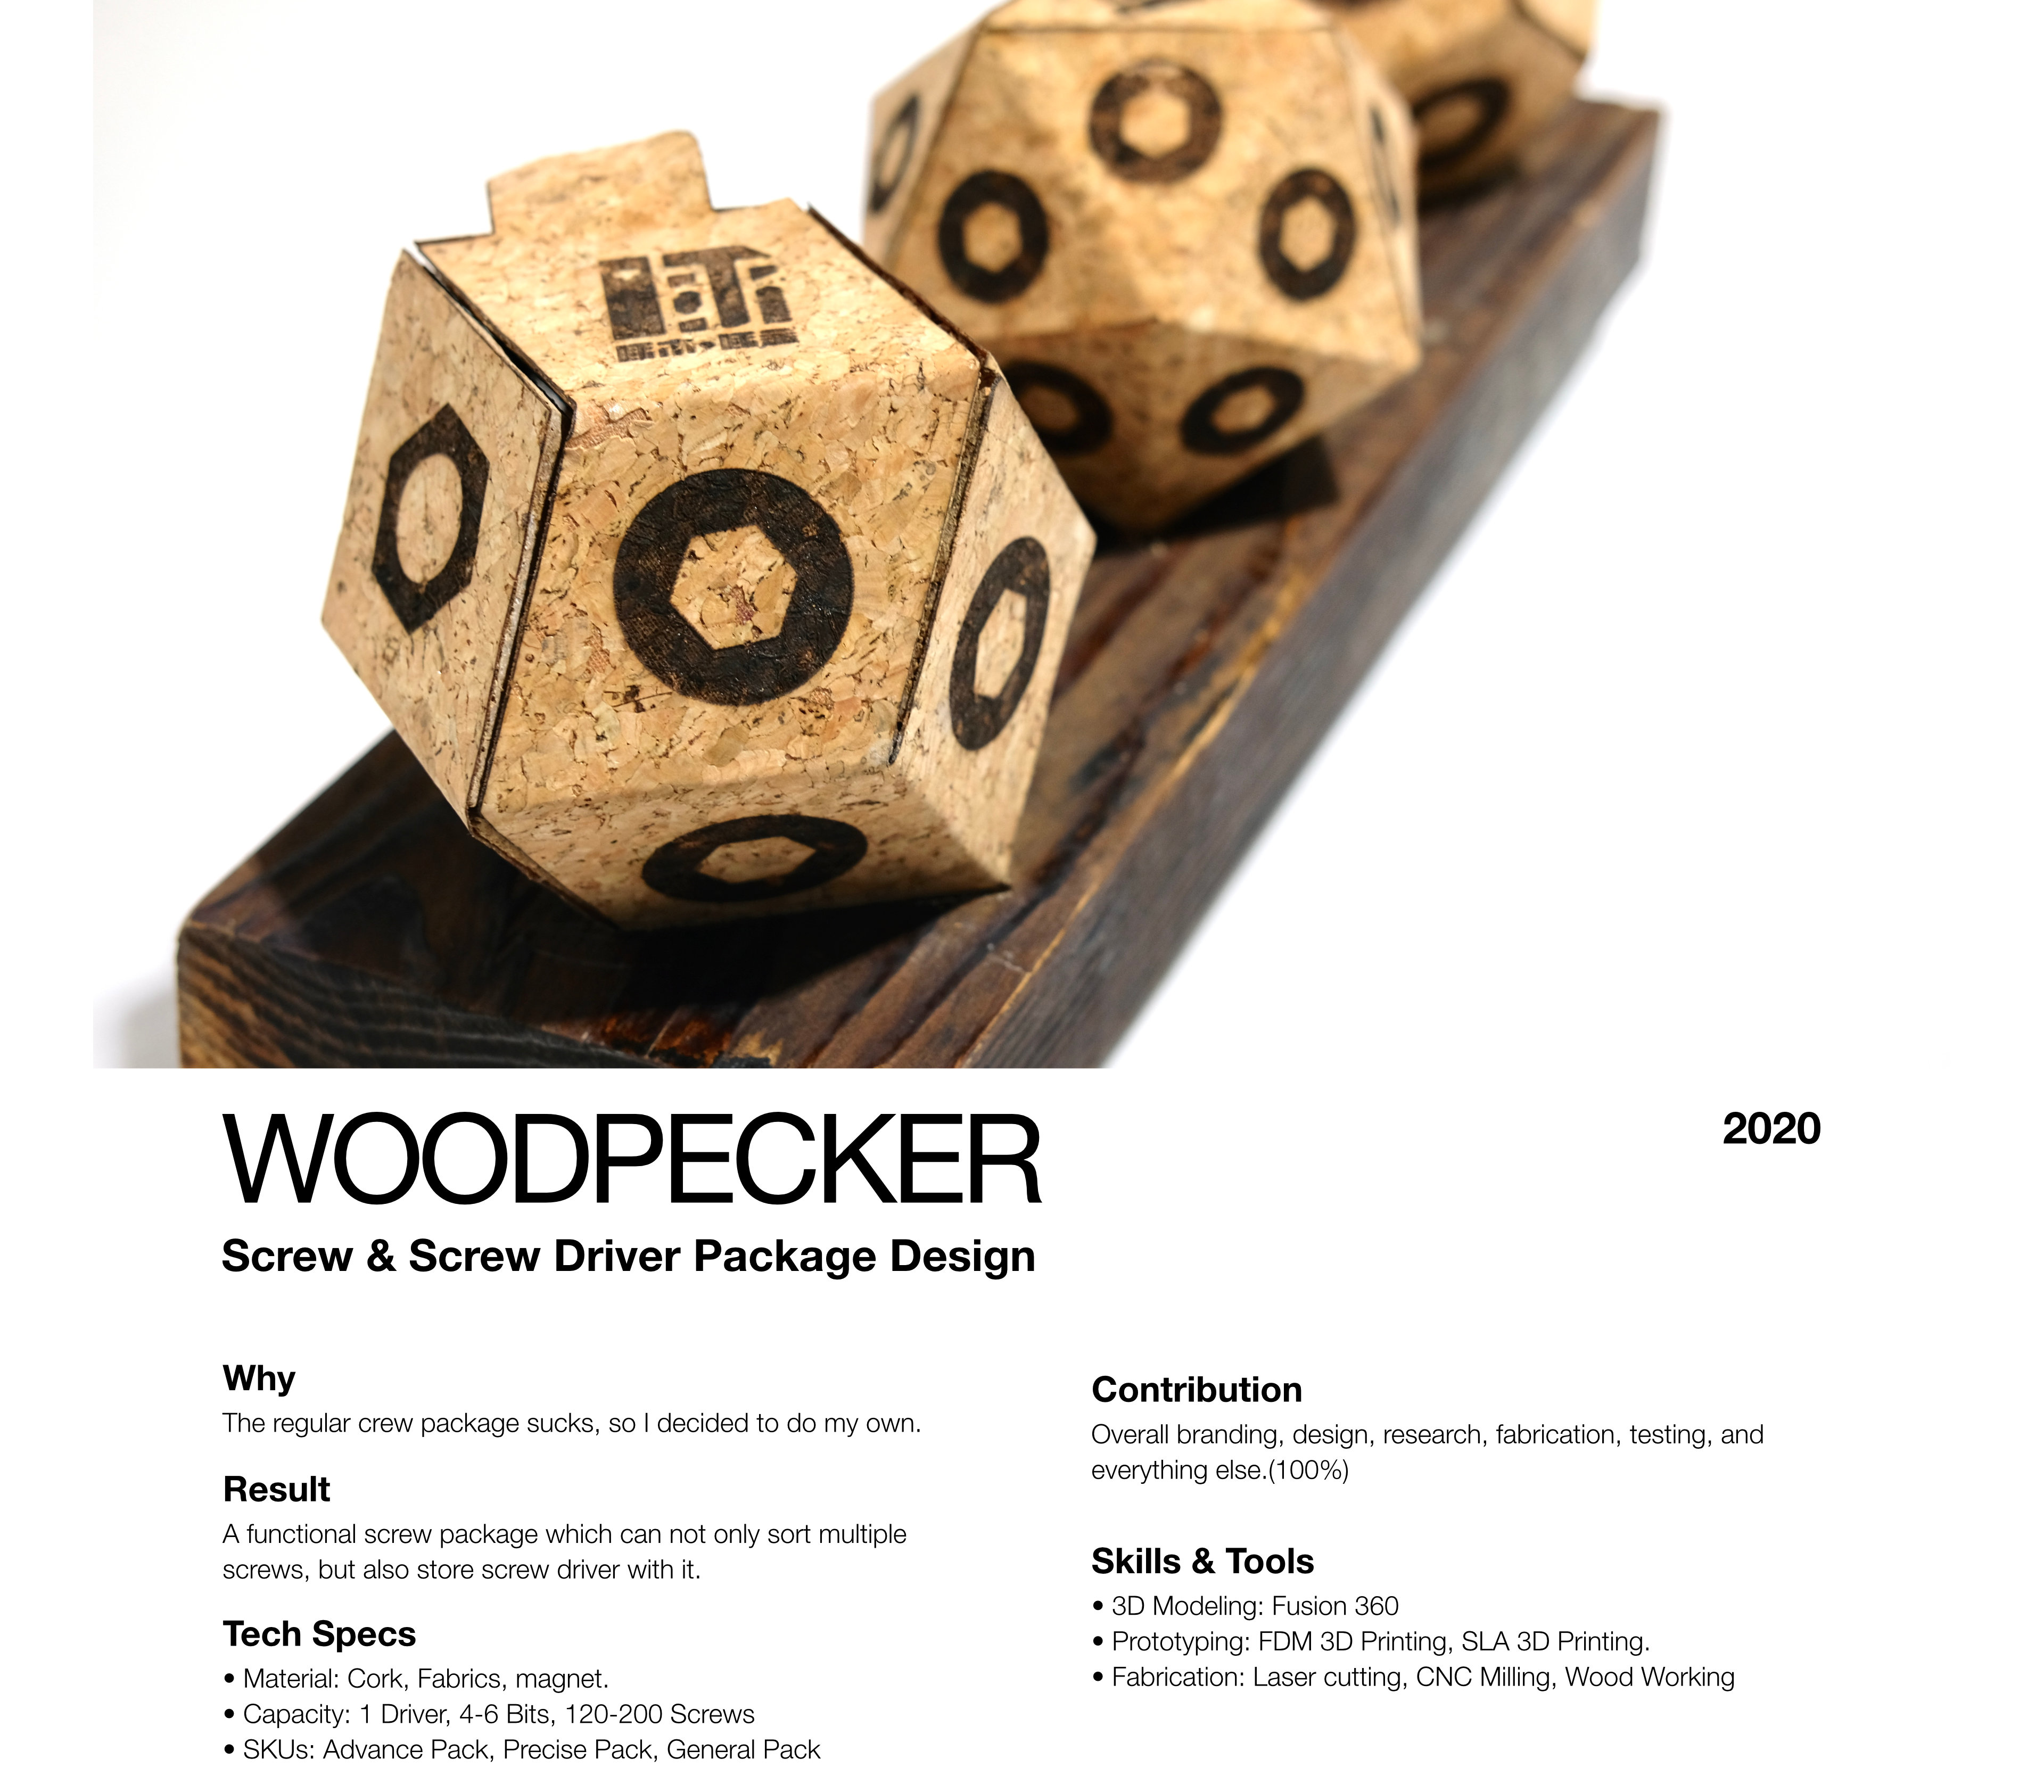 WOODPECKER
2020
Screw & Screw Driver Package Design
Why
The regular crew package sucks, so I decided to do my own.
Result
A functional screw package which can not only sort multiple
screws, but also store screw driver with it.
Tech Specs
• Material: Cork, Fabrics, magnet.
• Capacity: 1 Driver, 4-6 Bits, 120-200 Screws
• SKUs: Advance Pack, Precise Pack, General Pack
Contribution
Overall branding, design, research, fabrication, testing, and
everything else.(100%)
Skills & Tools
• 3D Modeling: Fusion 360
• Prototyping: FDM 3D Printing, SLA 3D Printing.
• Fabrication: Laser cutting, CNC Milling, Wood Working